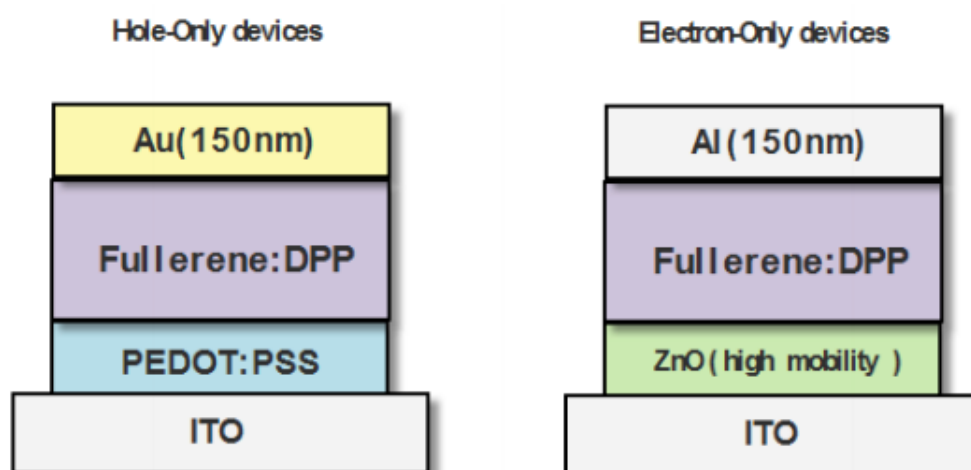 Hole-Only devices
Electron-Only devices
Au(150nm)
Fullerene:DPP
PEDOT:PSS
ITO
Al(150nm)
Fullerene:DPP
ZnO( high mobility )
ITO